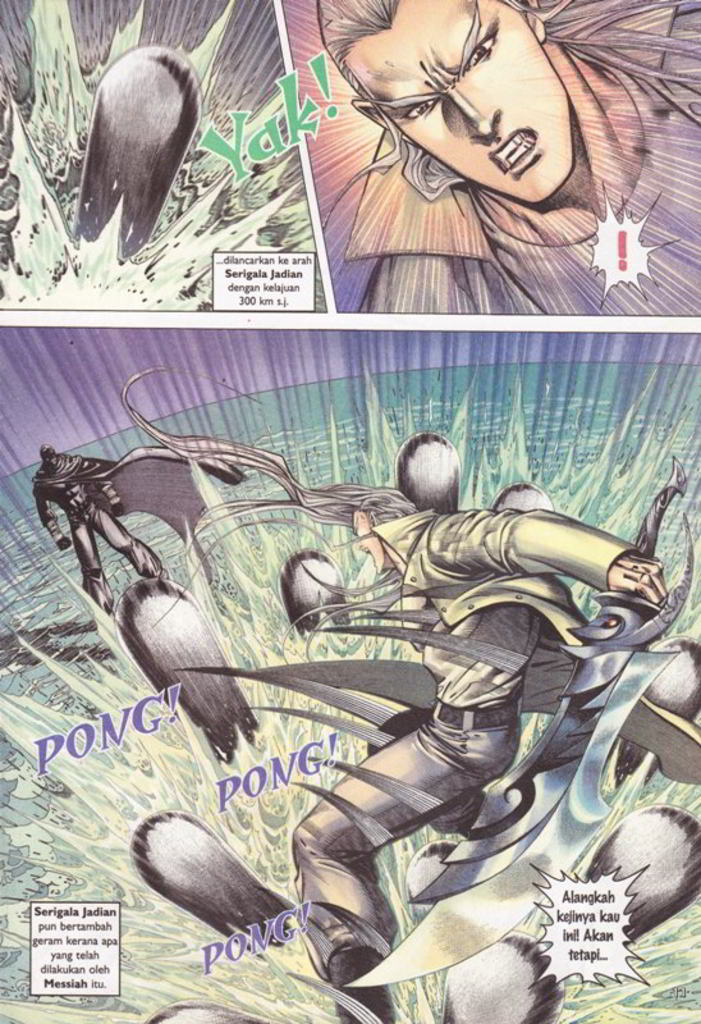 Yak!
...dilancarkan ke arah
Serigala Jadian
dengan kelajuan
300 km s.j.
!
PONG!
PONG!
PONG!
Serigala Jadian
pun bertambah
geram kerana apa
yang telah
dilakukan oleh
Messiah itu.
Alangkah
kejinya kau
ini! Akan
tetapi...